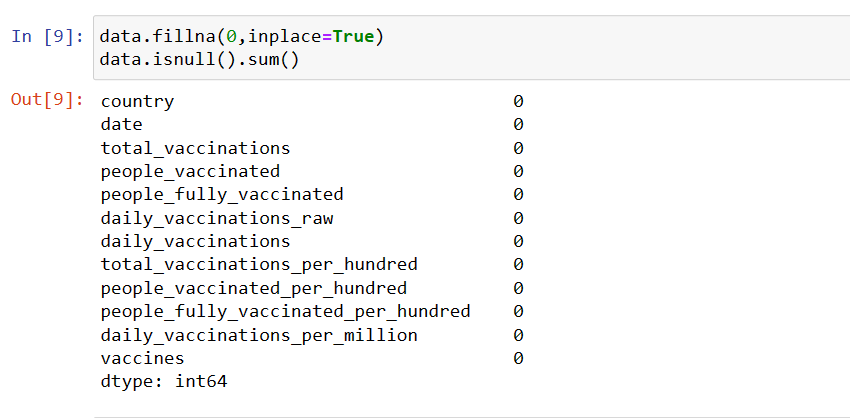 In [9]: data.fillna(0,inplace=True)
data.isnull().sum()
Out[9]: country 0
date 0
total_vaccinations 0
people_vaccinated 0
people_fully_vaccinated 0
daily_vaccinations_raw 0
daily_vaccinations 0
total_vaccinations_per_hundred 0
people_vaccinated_per_hundred 0
people_fully_vaccinated_per_hundred 0
daily_vaccinations_per_million 0
vaccines 0
dtype: int64